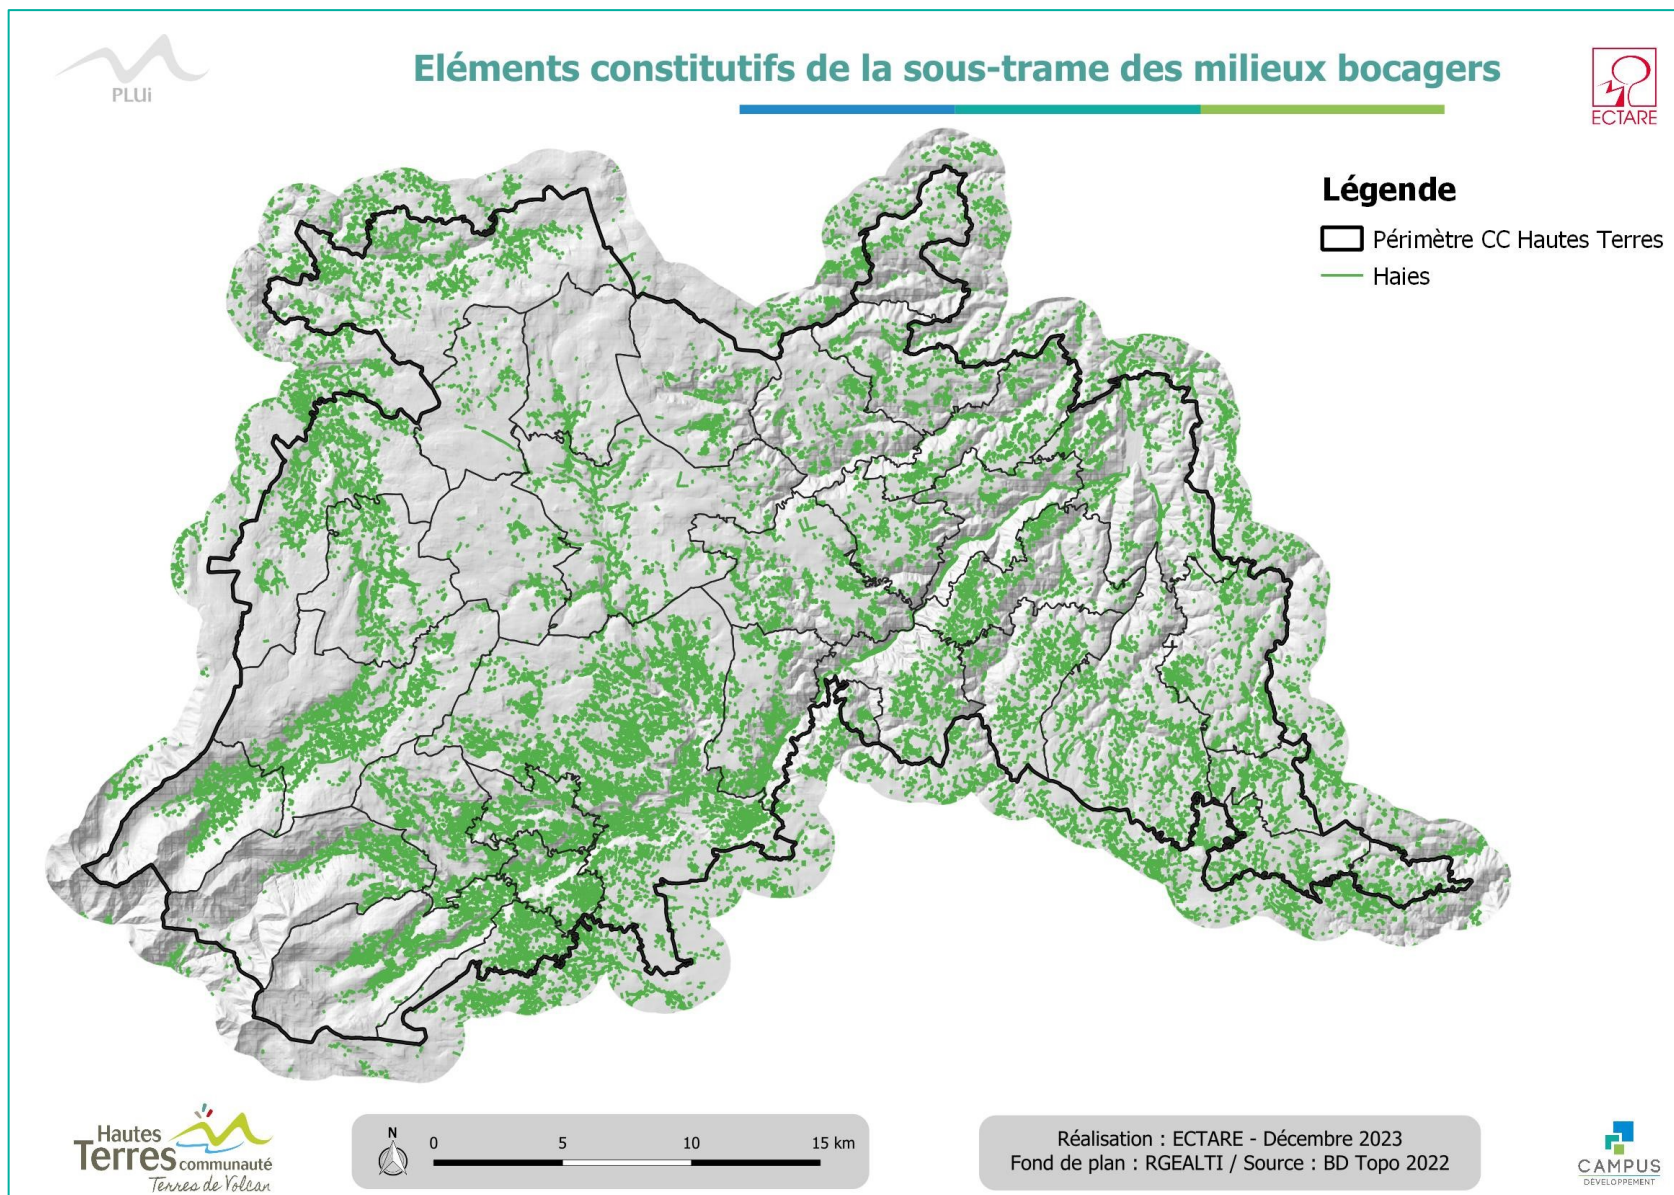 PLUi
Eléments constitutifs de la sous-trame des milieux bocagers
ECTARE
Légende
Périmètre CC Hautes Terres
Haies
Hautes
Terres communauté
Terres de Volcan
N
0 5 10 15 km
Réalisation : ECTARE - Décembre 2023
Fond de plan : RGEALTI / Source : BD Topo 2022
CAMPUS
DÉVELOPPEMENT